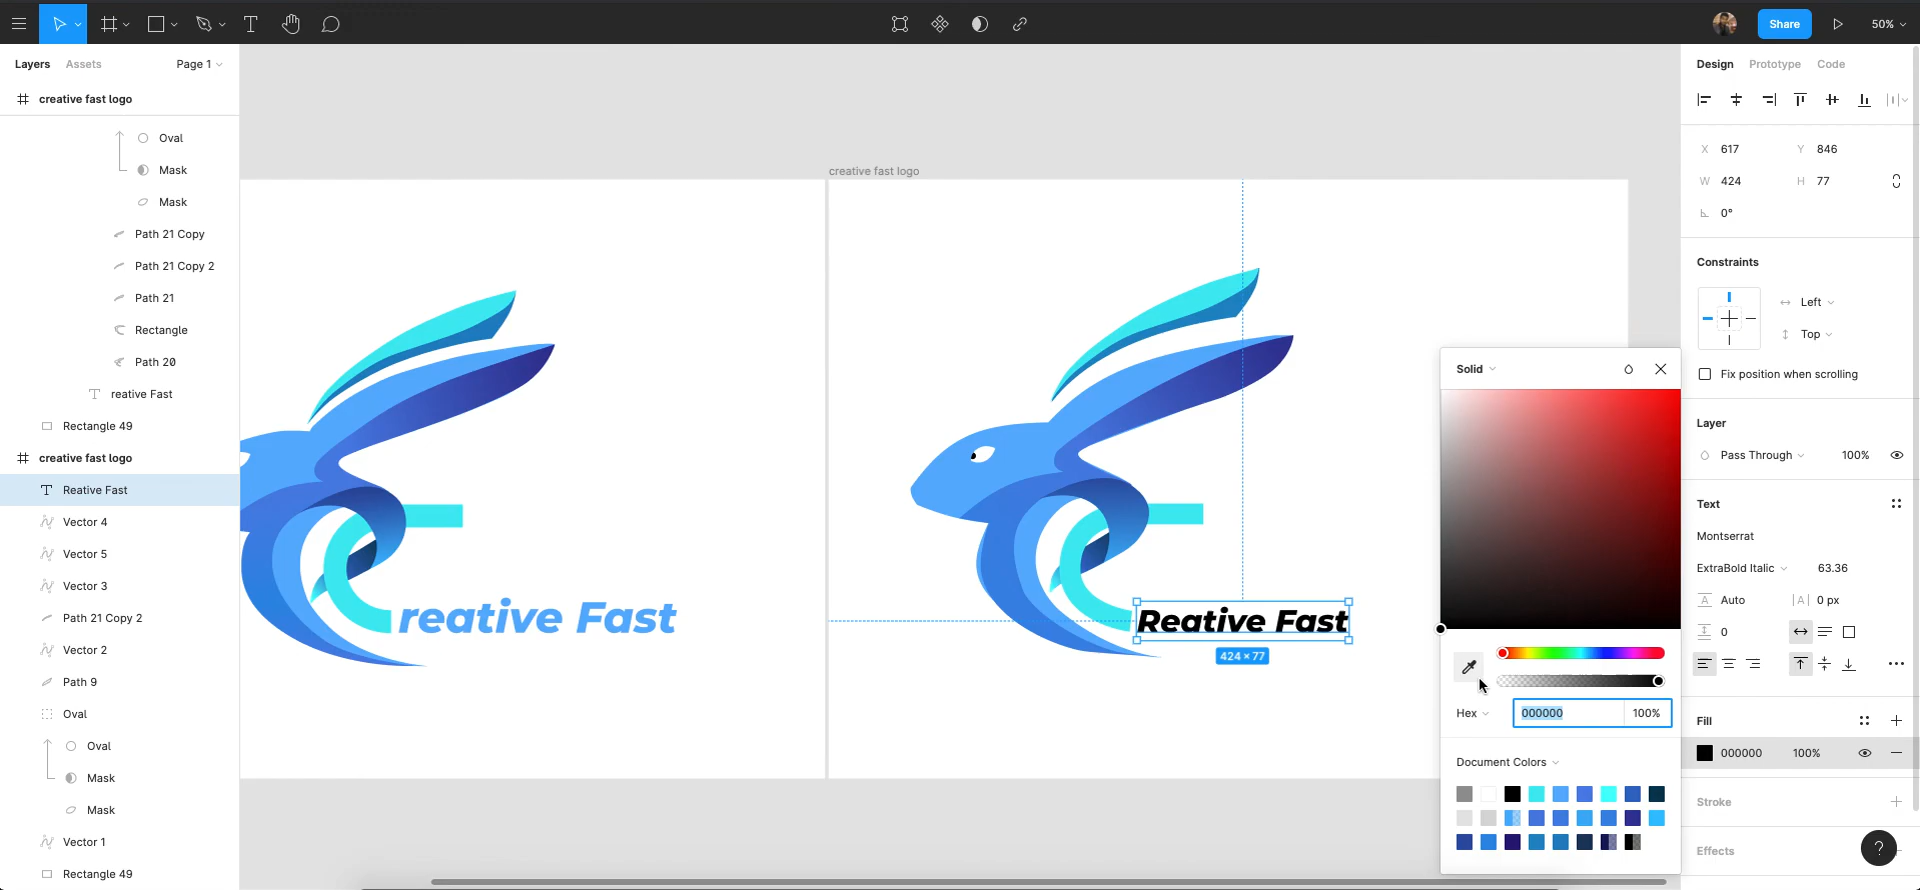 Share
50%
Layers
Assets
Page 1
creative fast logo
Oval
Mask
Mask
Path 21 Copy
Path 21 Copy 2
Path 21
Rectangle
Path 20
reative Fast
Rectangle 49
creative fast logo
Reative Fast
Vector 4
Vector 5
Vector 3
Path 21 Copy 2
Vector 2
Path 9
Oval
Oval
Mask
Mask
Vector 1
Rectangle 49
creative fast logo
reative Fast
Reative Fast
424 × 77
Solid
Hex
000000
100%
Document Colors
Design
Prototype
Code
X 617
Y 846
W 424
H 77
0°
Constraints
Left
Top
Fix position when scrolling
Layer
Pass Through
100%
Text
Montserrat
ExtraBold Italic
63.36
A Auto
|A| 0 px
0
Fill
000000
100%
Stroke
Effects
?